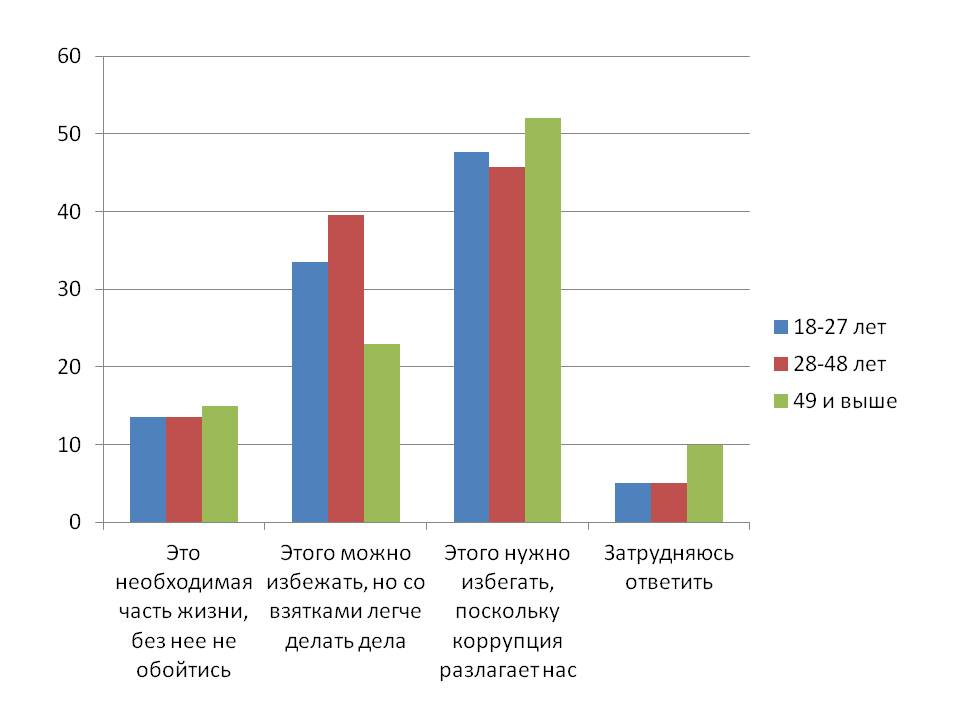 60
50
40
30
20
10
0
Это
необходимая
часть жизни,
без нее не
обойтись
Этого можно
избежать, но со
взятками легче
делать дела
Этого нужно
избегать,
поскольку
коррупция
разлагает нас
Затрудняюсь
ответить
18-27 лет
28-48 лет
49 и выше